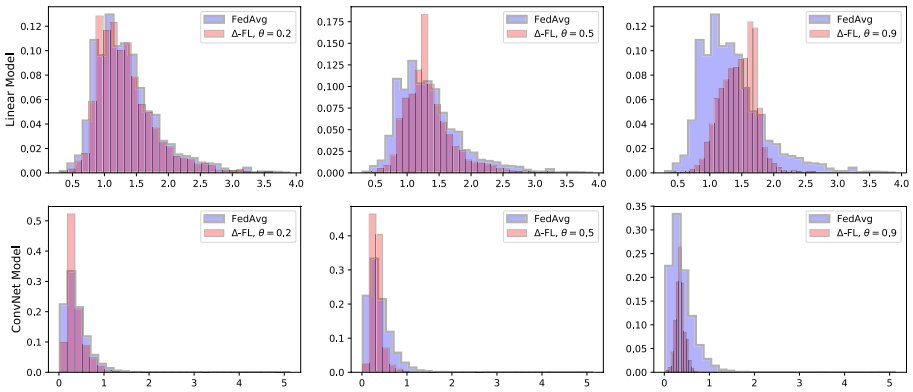 Linear Model
0.12
0.10
0.08
0.06
0.04
0.02
0.00
0.5 1.0 1.5 2.0 2.5 3.0 3.5 4.0
FedAvg
Δ-FL, θ = 0.2
0.175
0.150
0.125
0.100
0.075
0.050
0.025
0.000
0.5 1.0 1.5 2.0 2.5 3.0 3.5 4.0
FedAvg
Δ-FL, θ = 0.5
0.12
0.10
0.08
0.06
0.04
0.02
0.00
0.5 1.0 1.5 2.0 2.5 3.0 3.5 4.0
FedAvg
Δ-FL, θ = 0.9
ConvNet Model
0.5
0.4
0.3
0.2
0.1
0.0
0 1 2 3 4 5
FedAvg
Δ-FL, θ = 0.2
0.4
0.3
0.2
0.1
0.0
0 1 2 3 4 5
FedAvg
Δ-FL, θ = 0.5
0.35
0.30
0.25
0.20
0.15
0.10
0.05
0.00
0 1 2 3 4 5
FedAvg
Δ-FL, θ = 0.9